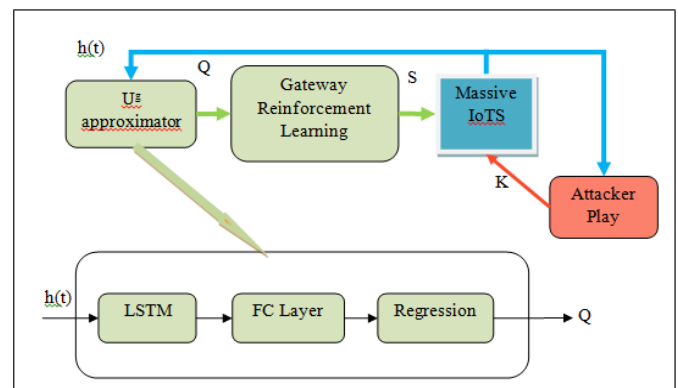 h(t)
Q
S
Uᵍ
approximator
Gateway
Reinforcement
Learning
Massive
IoTS
K
Attacker
Play
h(t)
LSTM
FC Layer
Regression
Q